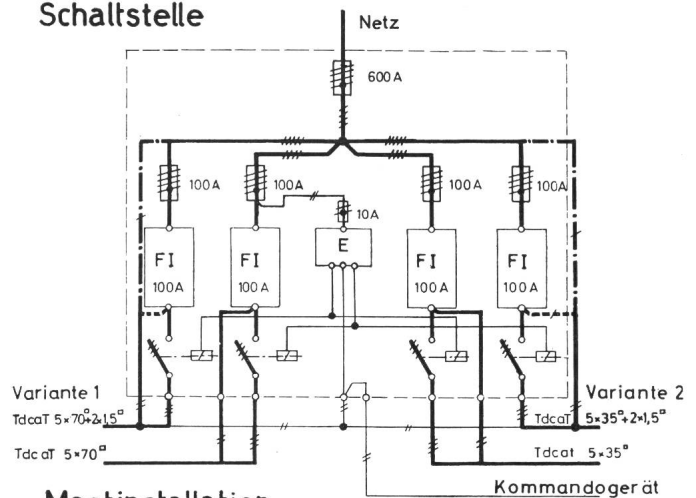 Schaltstelle
Netz
600A
100A
100A
100A
100A
10A
FI
100A
FI
100A
E
FI
100A
FI
100A
Variante 1
TdcaT 5×70▫+2×1,5▫
TdcaT 5×70▫
Variante 2
TdcaT 5×35▫+2×1,5▫
Tdcat 5×35▫
Kommandogerät